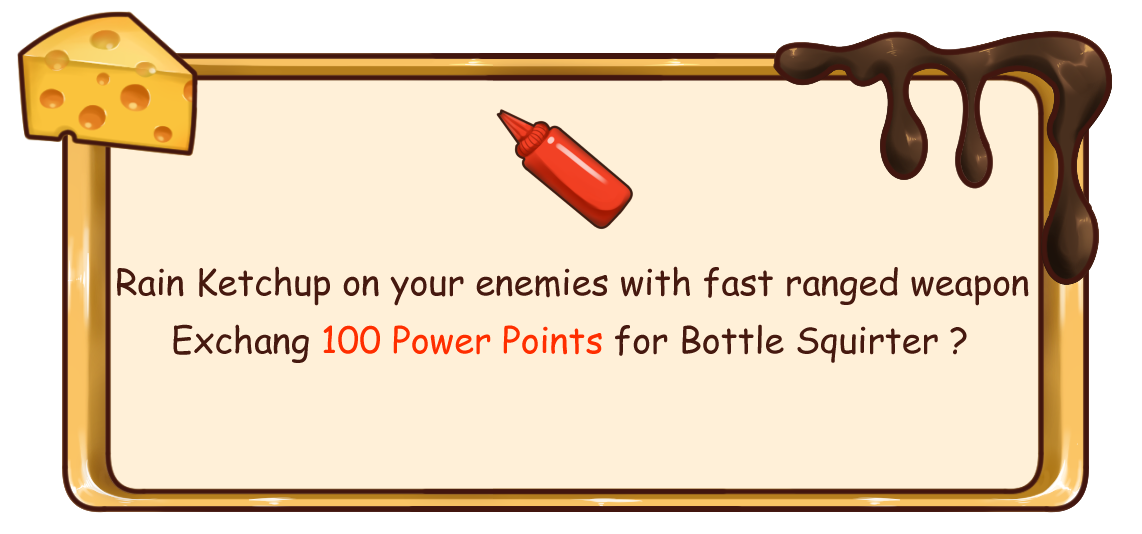 Rain Ketchup on your enemies with fast ranged weapon
Exchang 100 Power Points for Bottle Squirter ?